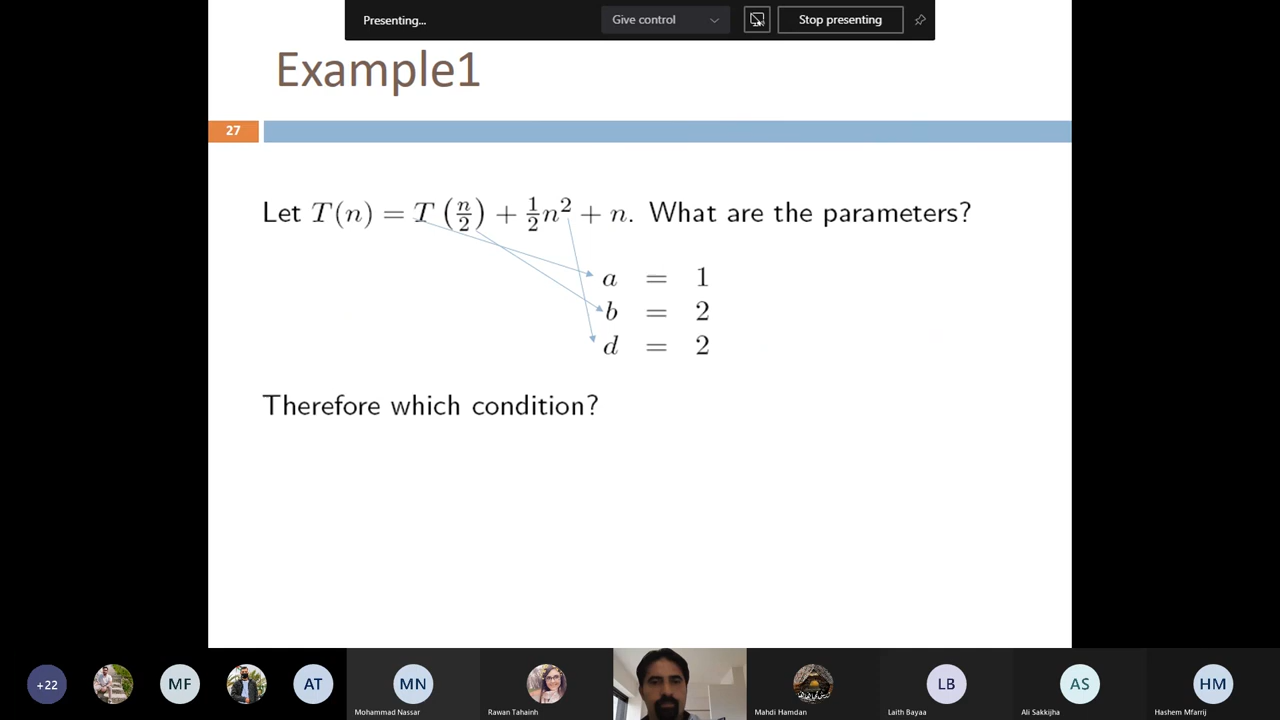 Presenting...
Give control
Stop presenting
Example1
27
Let T(n) = T (n/2) + 1/2 n² + n. What are the parameters?
a = 1
b = 2
d = 2
Therefore which condition?
+22
MF
AT
MN
LB
AS
HM
Mohammad Nassar
Rawan Tahainh
Mahdi Hamdan
Laith Bayaa
Ali Sakkijha
Hashem Mfarrij